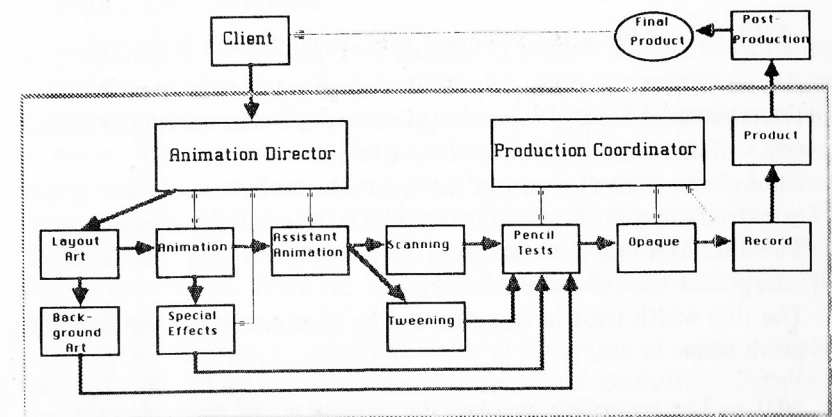 Client
Final
Product
Post-
Production
Animation Director
Production Coordinator
Product
Layout
Art
Animation
Assistant
Animation
Scanning
Pencil
Tests
Opaque
Record
Back-
ground
Art
Special
Effects
Tweening